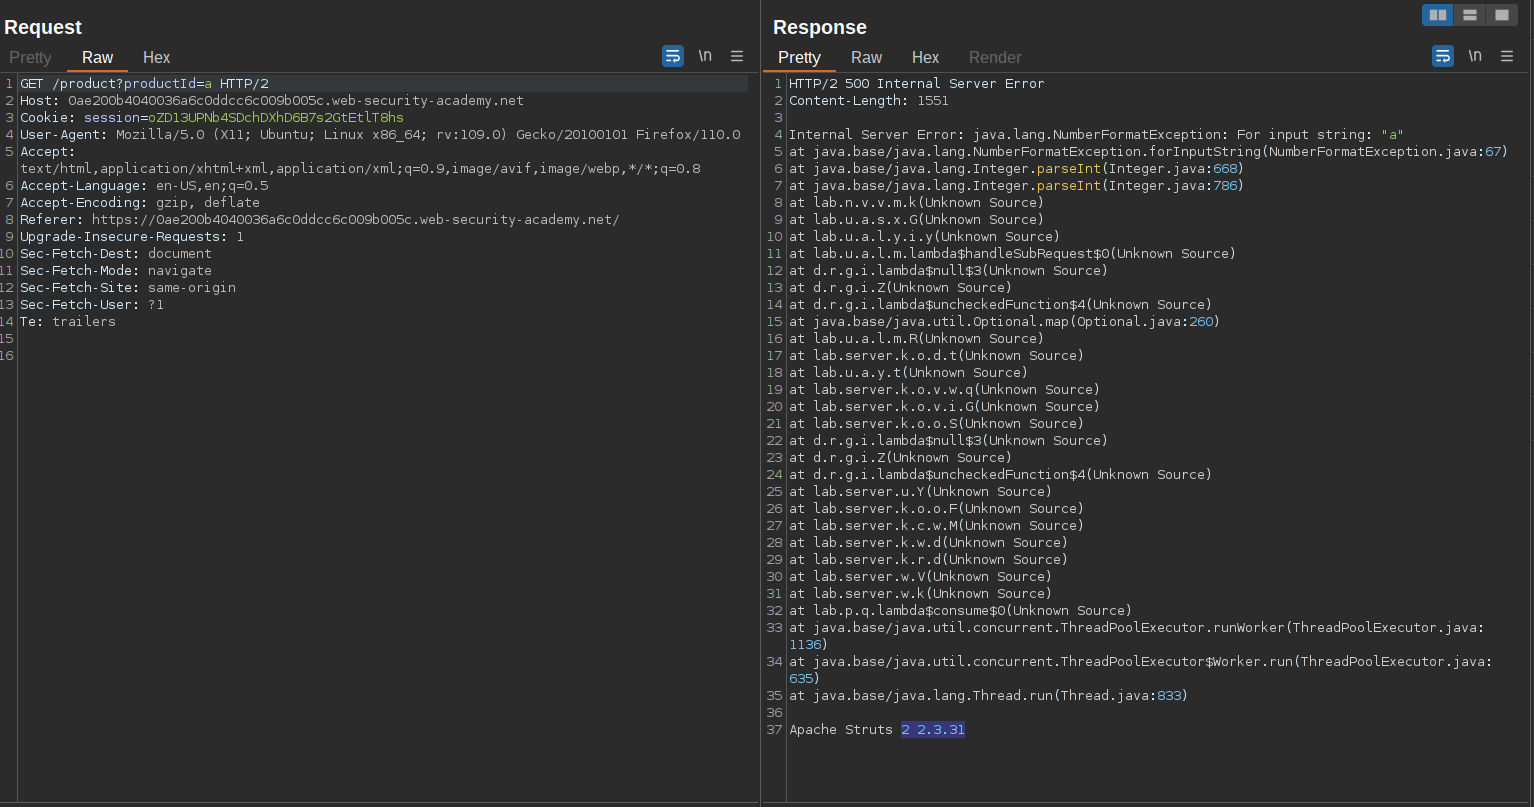 Request
Pretty Raw Hex
\n
1 GET /product?productId=a HTTP/2
2 Host: 0ae200b4040036a6c0ddcc6c009b005c.web-security-academy.net
3 Cookie: session=oZD13UPNb4SDchDXhD6B7s2GtEtlT8hs
4 User-Agent: Mozilla/5.0 (X11; Ubuntu; Linux x86_64; rv:109.0) Gecko/20100101 Firefox/110.0
5 Accept:
text/html,application/xhtml+xml,application/xml;q=0.9,image/avif,image/webp,*/*;q=0.8
6 Accept-Language: en-US,en;q=0.5
7 Accept-Encoding: gzip, deflate
8 Referer: https://0ae200b4040036a6c0ddcc6c009b005c.web-security-academy.net/
9 Upgrade-Insecure-Requests: 1
10 Sec-Fetch-Dest: document
11 Sec-Fetch-Mode: navigate
12 Sec-Fetch-Site: same-origin
13 Sec-Fetch-User: ?1
14 Te: trailers
15
16
Response
Pretty Raw Hex Render
\n
1 HTTP/2 500 Internal Server Error
2 Content-Length: 1551
3
4 Internal Server Error: java.lang.NumberFormatException: For input string: "a"
5 at java.base/java.lang.NumberFormatException.forInputString(NumberFormatException.java:67)
6 at java.base/java.lang.Integer.parseInt(Integer.java:668)
7 at java.base/java.lang.Integer.parseInt(Integer.java:786)
8 at lab.n.v.v.m.k(Unknown Source)
9 at lab.u.a.s.x.G(Unknown Source)
10 at lab.u.a.l.y.i.y(Unknown Source)
11 at lab.u.a.l.m.lambda$handleSubRequest$0(Unknown Source)
12 at d.r.g.i.lambda$null$3(Unknown Source)
13 at d.r.g.i.Z(Unknown Source)
14 at d.r.g.i.lambda$uncheckedFunction$4(Unknown Source)
15 at java.base/java.util.Optional.map(Optional.java:260)
16 at lab.u.a.l.m.R(Unknown Source)
17 at lab.server.k.o.d.t(Unknown Source)
18 at lab.u.a.y.t(Unknown Source)
19 at lab.server.k.o.v.w.q(Unknown Source)
20 at lab.server.k.o.v.i.G(Unknown Source)
21 at lab.server.k.o.o.S(Unknown Source)
22 at d.r.g.i.lambda$null$3(Unknown Source)
23 at d.r.g.i.Z(Unknown Source)
24 at d.r.g.i.lambda$uncheckedFunction$4(Unknown Source)
25 at lab.server.u.Y(Unknown Source)
26 at lab.server.k.o.o.F(Unknown Source)
27 at lab.server.k.c.w.M(Unknown Source)
28 at lab.server.k.w.d(Unknown Source)
29 at lab.server.k.r.d(Unknown Source)
30 at lab.server.w.V(Unknown Source)
31 at lab.server.w.k(Unknown Source)
32 at lab.p.q.lambda$consume$0(Unknown Source)
33 at java.base/java.util.concurrent.ThreadPoolExecutor.runWorker(ThreadPoolExecutor.java:
1136)
34 at java.base/java.util.concurrent.ThreadPoolExecutor$Worker.run(ThreadPoolExecutor.java:
635)
35 at java.base/java.lang.Thread.run(Thread.java:833)
36
37 Apache Struts 2 2.3.31